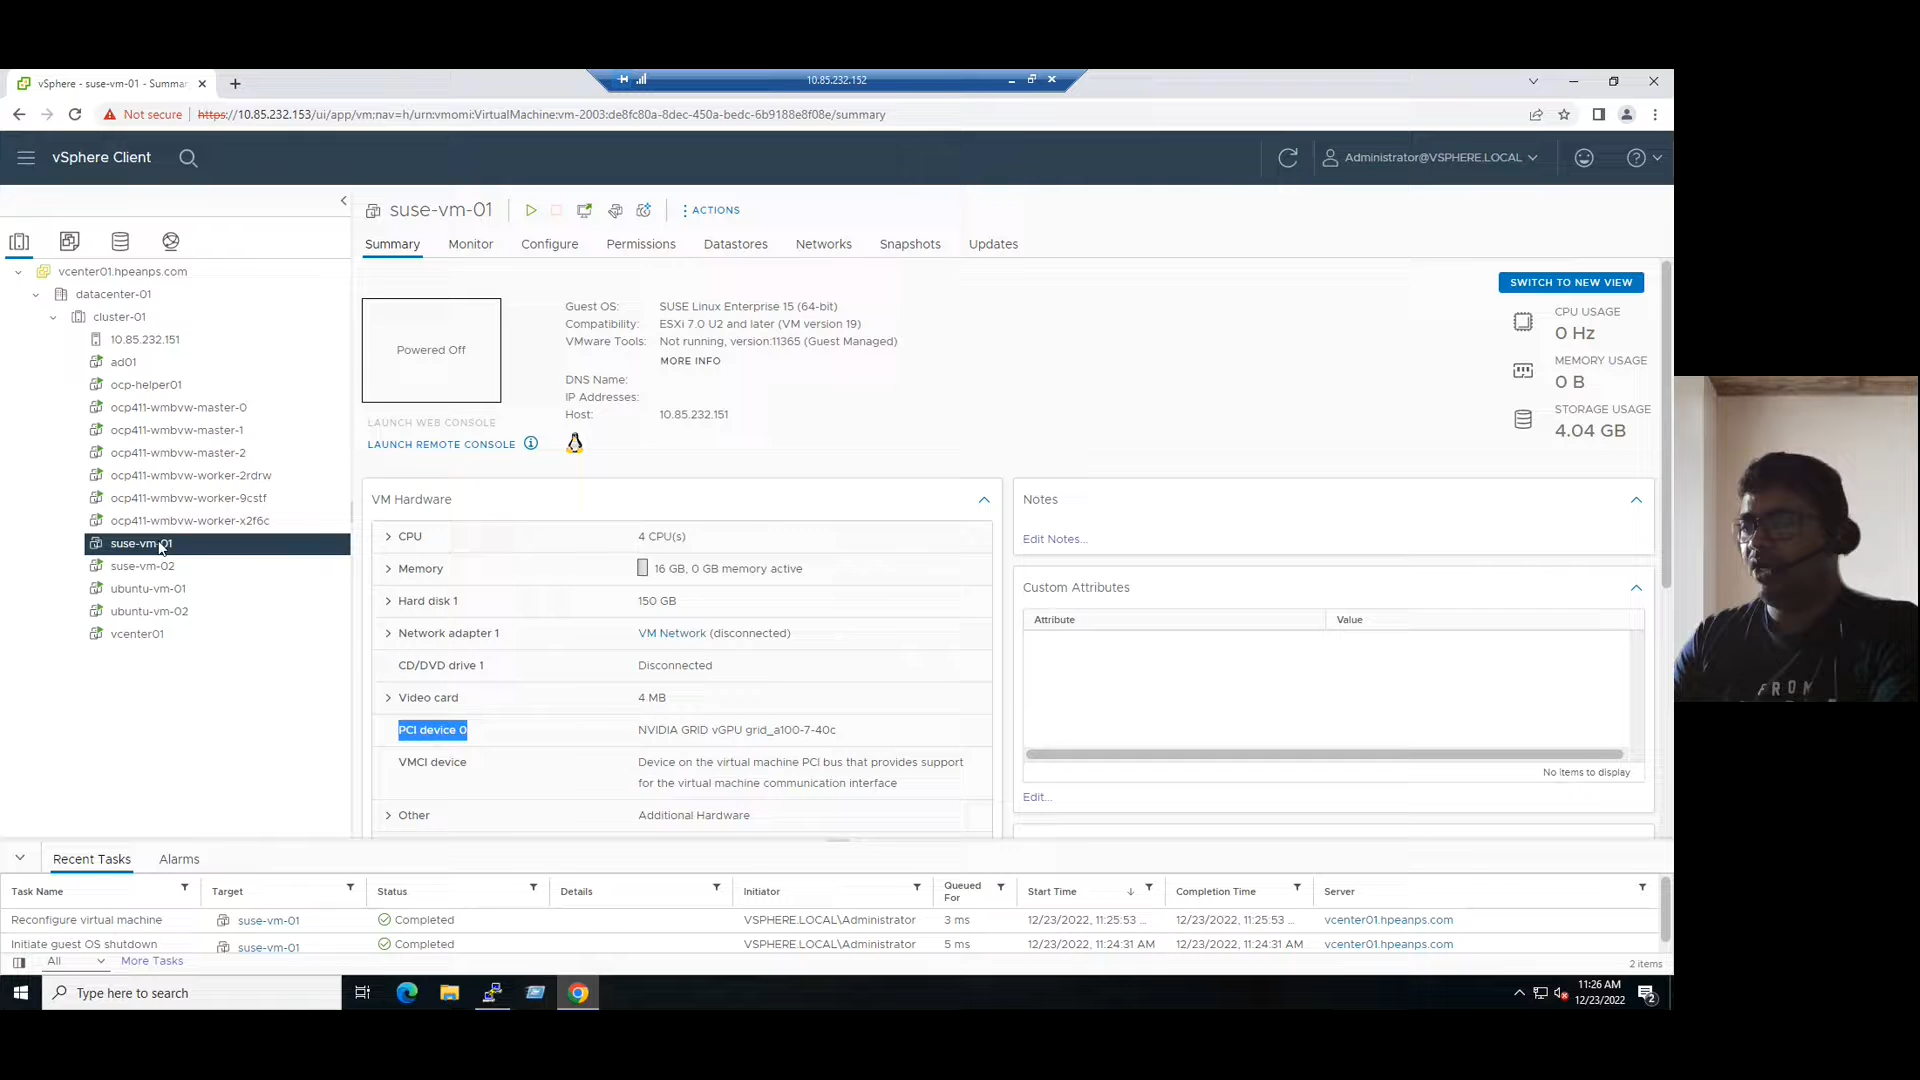 vSphere - suse-vm-01 - Summar
10.85.232.152
Not secure
https://10.85.232.153/ui/app/vm;nav=h/urn:vmomi:VirtualMachine:vm-2003:de8fc80a-8dec-450a-bedc-6b9188e8f08e/summary
vSphere Client
Administrator@VSPHERE.LOCAL
suse-vm-01
ACTIONS
Summary Monitor Configure Permissions Datastores Networks Snapshots Updates
vcenter01.hpeanps.com
datacenter-01
cluster-01
10.85.232.151
ad01
ocp-helper01
ocp411-wmbvw-master-0
ocp411-wmbvw-master-1
ocp411-wmbvw-master-2
ocp411-wmbvw-worker-2rdrw
ocp411-wmbvw-worker-9cstf
ocp411-wmbvw-worker-x2f6c
suse-vm-01
suse-vm-02
ubuntu-vm-01
ubuntu-vm-02
vcenter01
Powered Off
LAUNCH WEB CONSOLE
LAUNCH REMOTE CONSOLE
Guest OS: SUSE Linux Enterprise 15 (64-bit)
Compatibility: ESXi 7.0 U2 and later (VM version 19)
VMware Tools: Not running, version:11365 (Guest Managed)
MORE INFO
DNS Name:
IP Addresses:
Host: 10.85.232.151
SWITCH TO NEW VIEW
CPU USAGE
0 Hz
MEMORY USAGE
0 B
STORAGE USAGE
4.04 GB
VM Hardware
CPU 4 CPU(s)
Memory 16 GB, 0 GB memory active
Hard disk 1 150 GB
Network adapter 1 VM Network (disconnected)
CD/DVD drive 1 Disconnected
Video card 4 MB
PCI device 0 NVIDIA GRID vGPU grid_a100-7-40c
VMCI device Device on the virtual machine PCI bus that provides support
for the virtual machine communication interface
Other Additional Hardware
Notes
Edit Notes...
Custom Attributes
Attribute Value
No items to display
Edit...
FROM
Recent Tasks Alarms
Task Name Target Status Details Initiator Queued For Start Time Completion Time Server
Reconfigure virtual machine suse-vm-01 Completed VSPHERE.LOCAL\Administrator 3 ms 12/23/2022, 11:25:53 ... 12/23/2022, 11:25:53 ... vcenter01.hpeanps.com
Initiate guest OS shutdown suse-vm-01 Completed VSPHERE.LOCAL\Administrator 5 ms 12/23/2022, 11:24:31 AM 12/23/2022, 11:24:31 AM vcenter01.hpeanps.com
All More Tasks 2 items
Type here to search
11:26 AM
12/23/2022
2